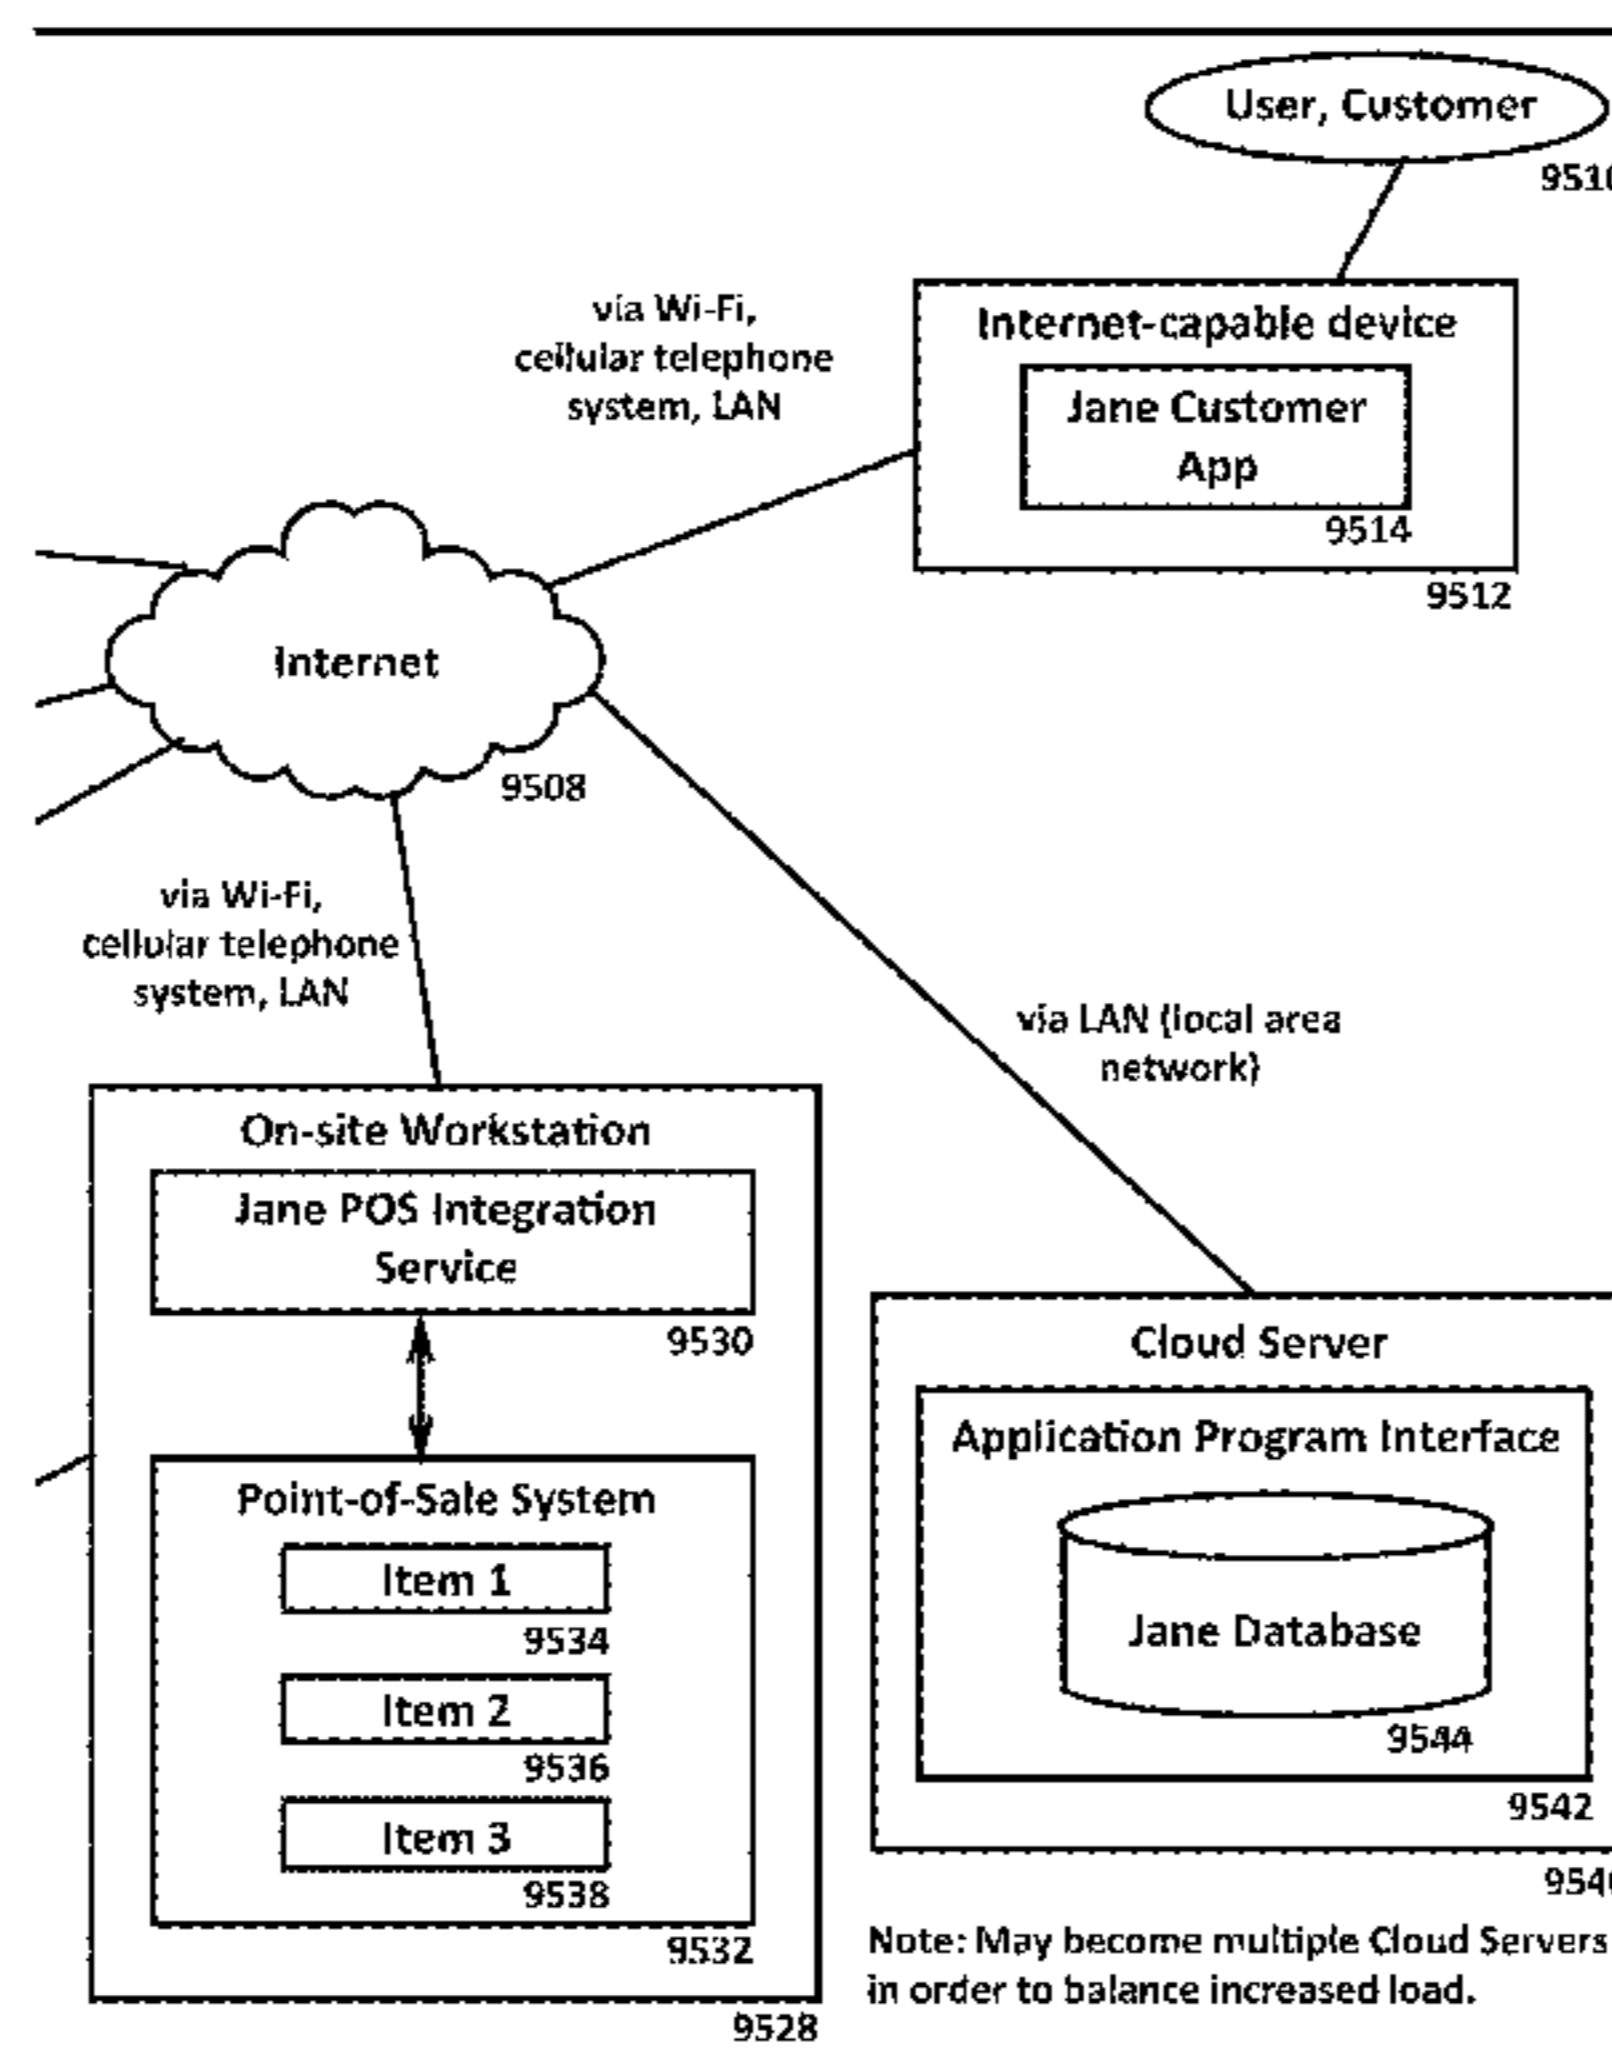 User, Customer
via Wi-Fi,
cellular telephone
system, LAN
Internet-capable device
Jane Customer
App
9514
9512
Internet
9508
via Wi-Fi,
cellular telephone
system, LAN
via LAN (local area
network)
On-site Workstation
Jane POS Integration
Service
9530
Point-of-Sale System
Item 1
9534
Item 2
9536
Item 3
9538
9532
9528
Cloud Server
Application Program Interface
Jane Database
9544
9542
Note: May become multiple Cloud Servers
in order to balance increased load.